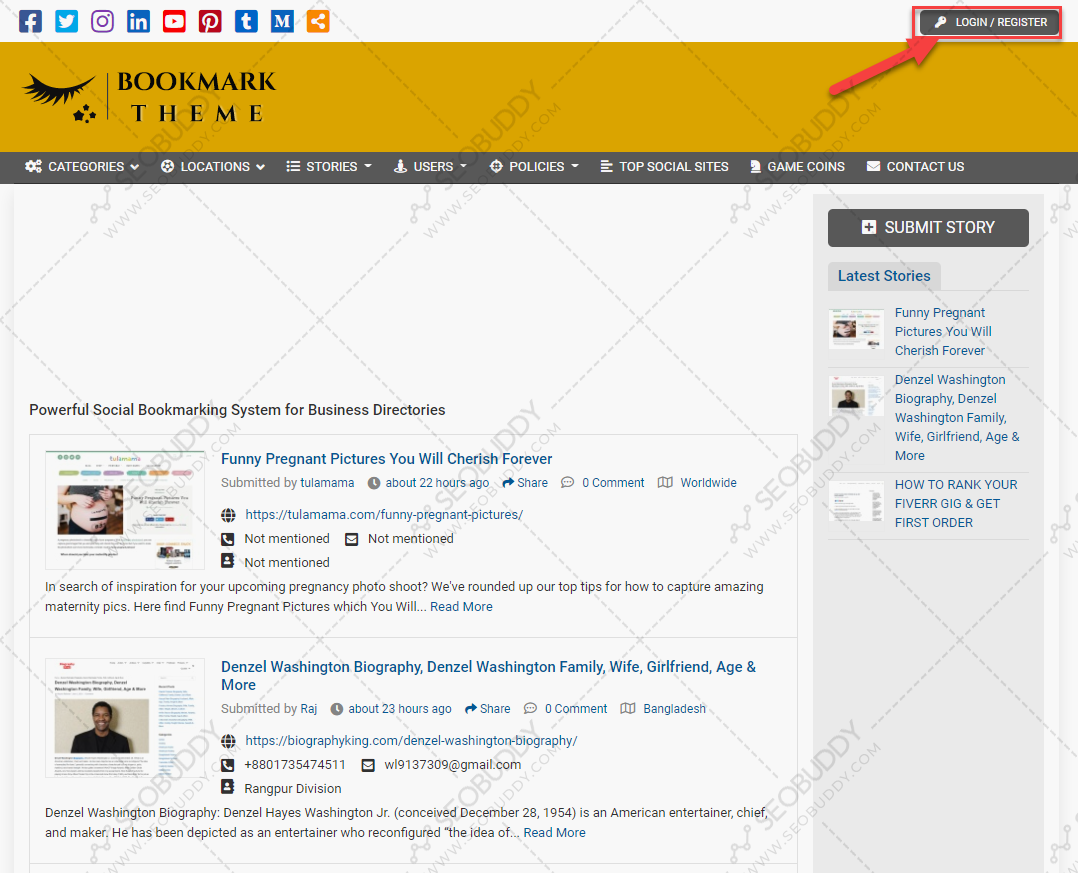 LOGIN / REGISTER
BOOKMARK
THEME
CATEGORIES LOCATIONS STORIES USERS POLICIES TOP SOCIAL SITES GAME COINS CONTACT US
SUBMIT STORY
Latest Stories
Funny Pregnant
Pictures You Will
Cherish Forever
Denzel Washington
Biography, Denzel
Washington Family,
Wife, Girlfriend, Age &
More
HOW TO RANK YOUR
FIVERR GIG & GET
FIRST ORDER
Powerful Social Bookmarking System for Business Directories
Funny Pregnant Pictures You Will Cherish Forever
Submitted by tulamama about 22 hours ago Share 0 Comment Worldwide
https://tulamama.com/funny-pregnant-pictures/
Not mentioned Not mentioned
Not mentioned
In search of inspiration for your upcoming pregnancy photo shoot? We've rounded up our top tips for how to capture amazing
maternity pics. Here find Funny Pregnant Pictures which You Will... Read More
Denzel Washington Biography, Denzel Washington Family, Wife, Girlfriend, Age &
More
Submitted by Raj about 23 hours ago Share 0 Comment Bangladesh
https://biographyking.com/denzel-washington-biography/
+8801735474511 wl9137309@gmail.com
Rangpur Division
Denzel Washington Biography: Denzel Hayes Washington Jr. (conceived December 28, 1954) is an American entertainer, chief,
and maker. He has been depicted as an entertainer who reconfigured “the idea of... Read More
SEOBUDDY
WWW.SEOBUDDY.COM